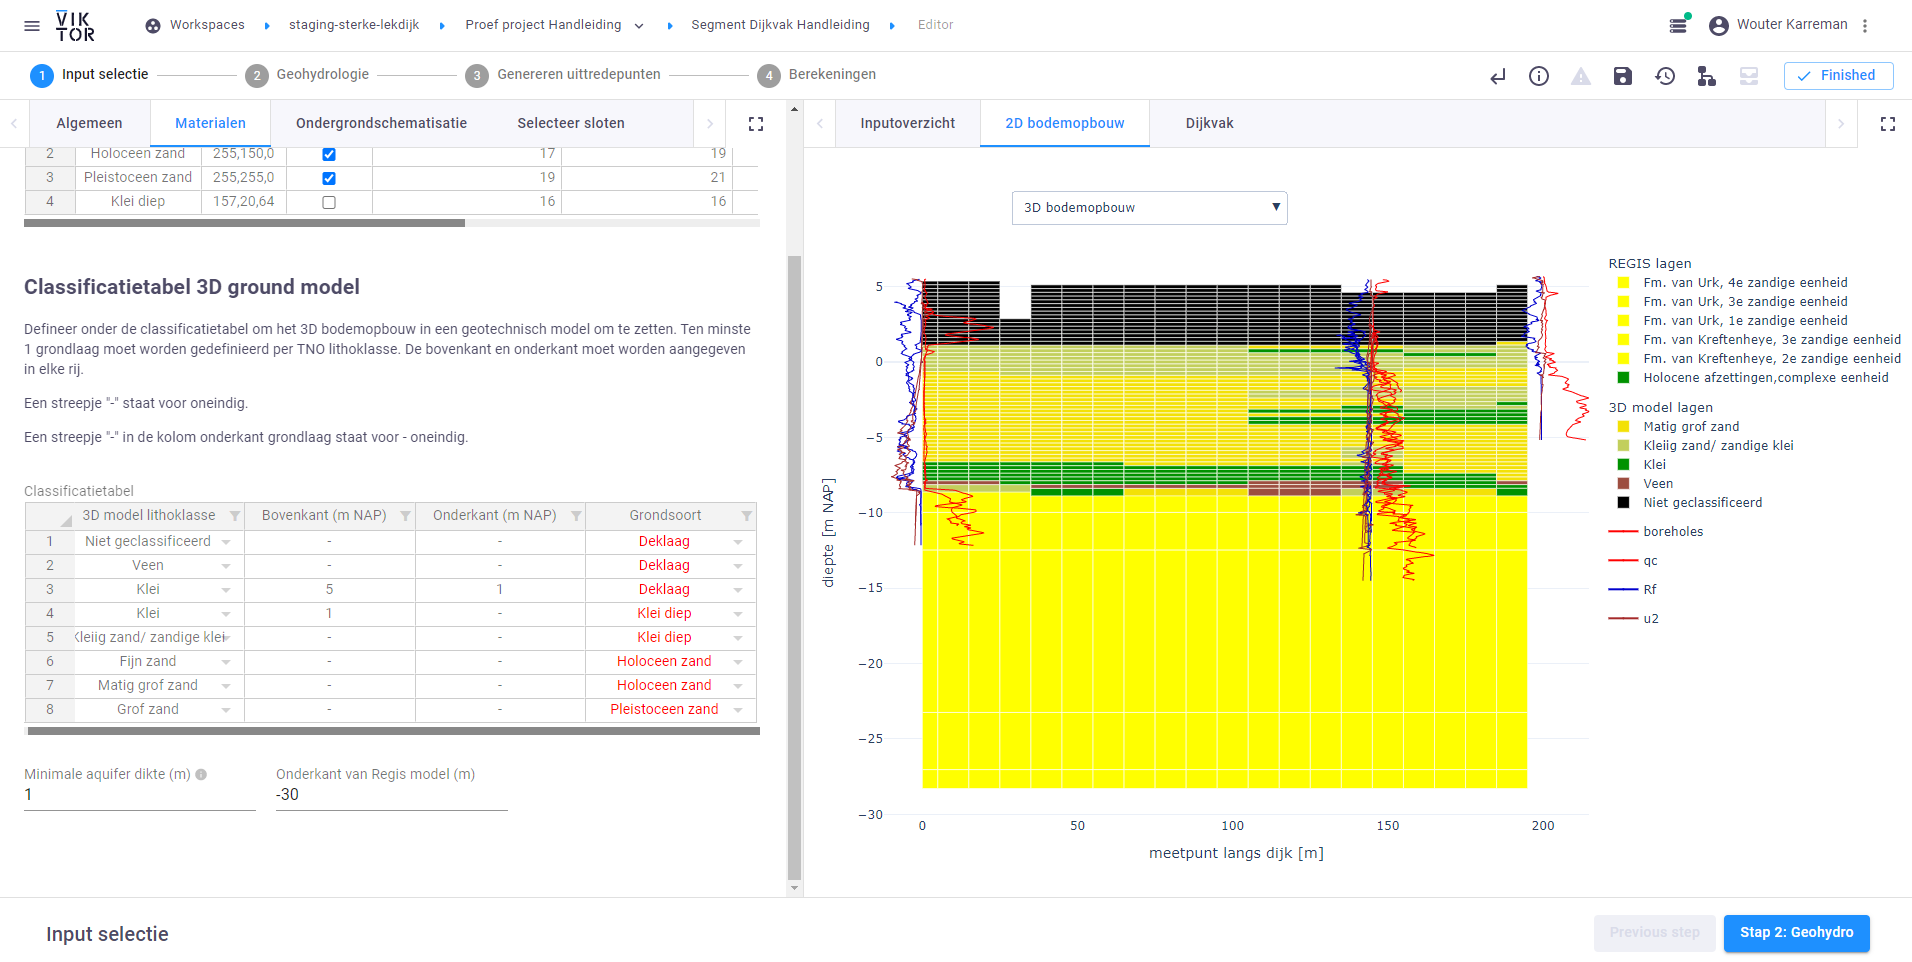 VIK
TOR
Workspaces
staging-sterke-lekdijk
Proef project Handleiding
Segment Dijkvak Handleiding
Editor
Wouter Karreman
1 Input selectie
2 Geohydrologie
3 Genereren uittredepunten
4 Berekeningen
Finished
Algemeen
Materialen
Ondergrondschematisatie
Selecteer sloten
Inputoverzicht
2D bodemopbouw
Dijkvak
2 Holoceen zand 255,150,0 17 19
3 Pleistoceen zand 255,255,0 19 21
4 Klei diep 157,20,64 16 16
Classificatietabel 3D ground model
Defineer onder de classificatietabel om het 3D bodemopbouw in een geotechnisch model om te zetten. Ten minste
1 grondlaag moet worden gedefinieerd per TNO lithoklasse. De bovenkant en onderkant moet worden aangegeven
in elke rij.
Een streepje "-" staat voor oneindig.
Een streepje "-" in de kolom onderkant grondlaag staat voor - oneindig.
Classificatietabel
3D model lithoklasse Bovenkant (m NAP) Onderkant (m NAP) Grondsoort
1 Niet geclassificeerd - - Deklaag
2 Veen - - Deklaag
3 Klei 5 1 Deklaag
4 Klei 1 - Klei diep
5 Kleiig zand/ zandige klei - - Klei diep
6 Fijn zand - - Holoceen zand
7 Matig grof zand - - Holoceen zand
8 Grof zand - - Pleistoceen zand
Minimale aquifer dikte (m)
1
Onderkant van Regis model (m)
-30
3D bodemopbouw
5
0
−5
−10
−15
−20
−25
−30
diepte [m NAP]
0 50 100 150 200
meetpunt langs dijk [m]
REGIS lagen
Fm. van Urk, 4e zandige eenheid
Fm. van Urk, 3e zandige eenheid
Fm. van Urk, 1e zandige eenheid
Fm. van Kreftenheye, 3e zandige eenheid
Fm. van Kreftenheye, 2e zandige eenheid
Holocene afzettingen,complexe eenheid
3D model lagen
Matig grof zand
Kleiig zand/ zandige klei
Klei
Veen
Niet geclassificeerd
boreholes
qc
Rf
u2
Input selectie
Previous step
Stap 2: Geohydro